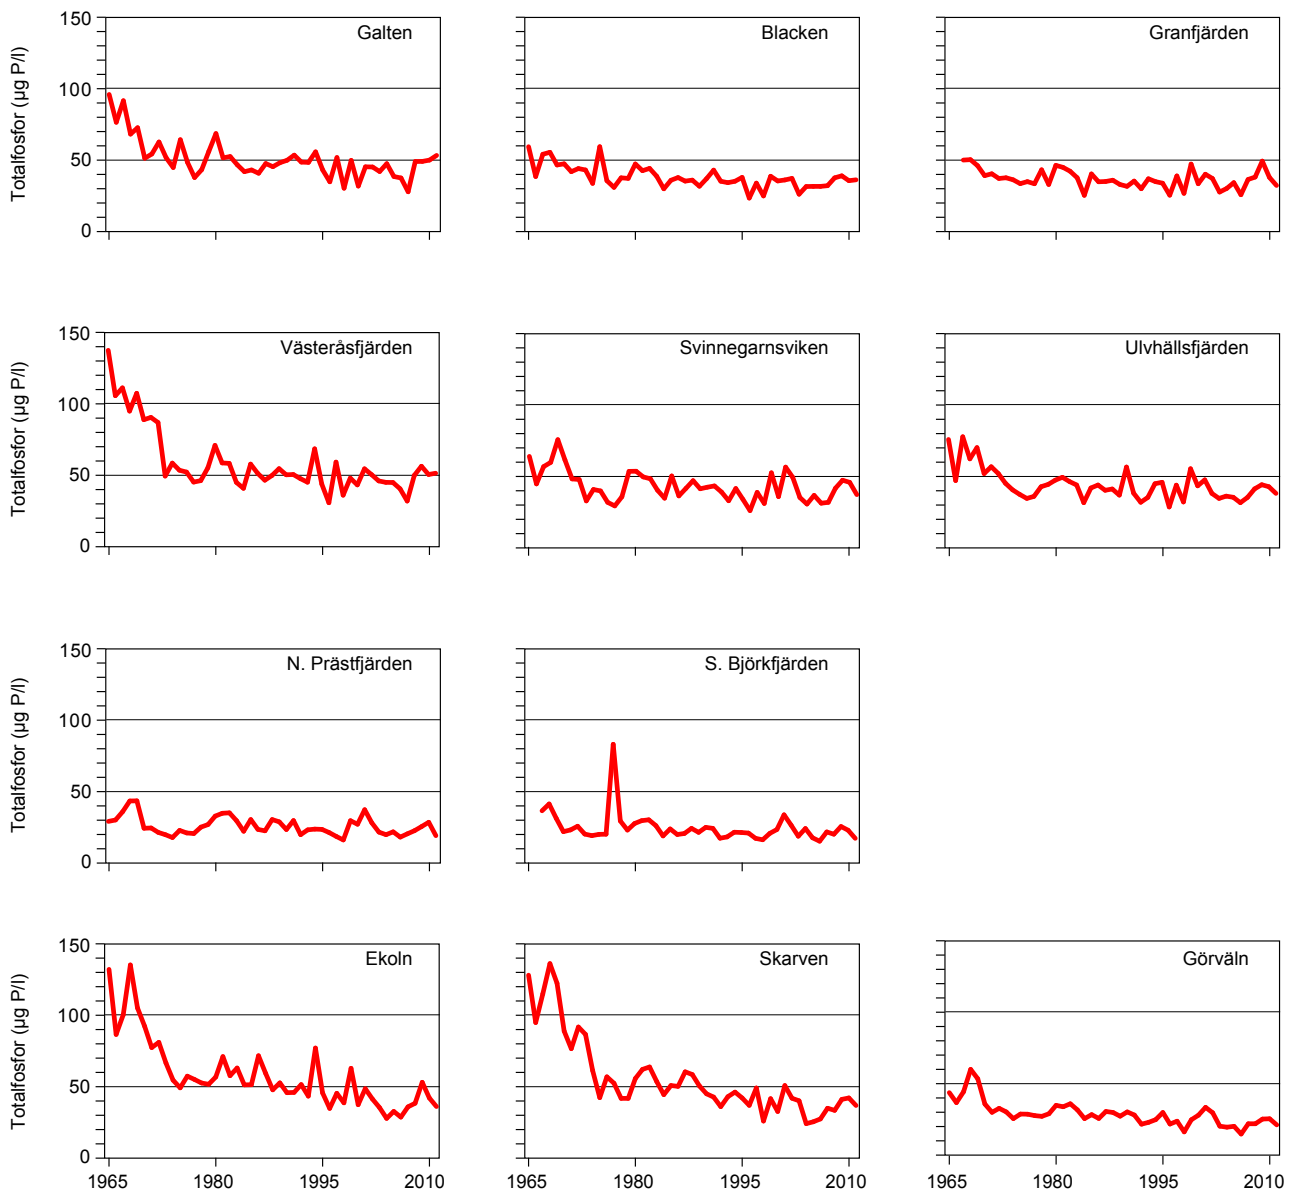 Galten
Blacken
Granfjärden
150
100
50
0
Totalfosfor (µg P/l)
Västeråsfjärden
Svinnegarnsviken
Ulvhällsfjärden
150
100
50
0
Totalfosfor (µg P/l)
N. Prästfjärden
S. Björkfjärden
150
100
50
0
Totalfosfor (µg P/l)
Ekoln
Skarven
Görväln
150
100
50
0
Totalfosfor (µg P/l)
1965 1980 1995 2010
1965 1980 1995 2010
1965 1980 1995 2010